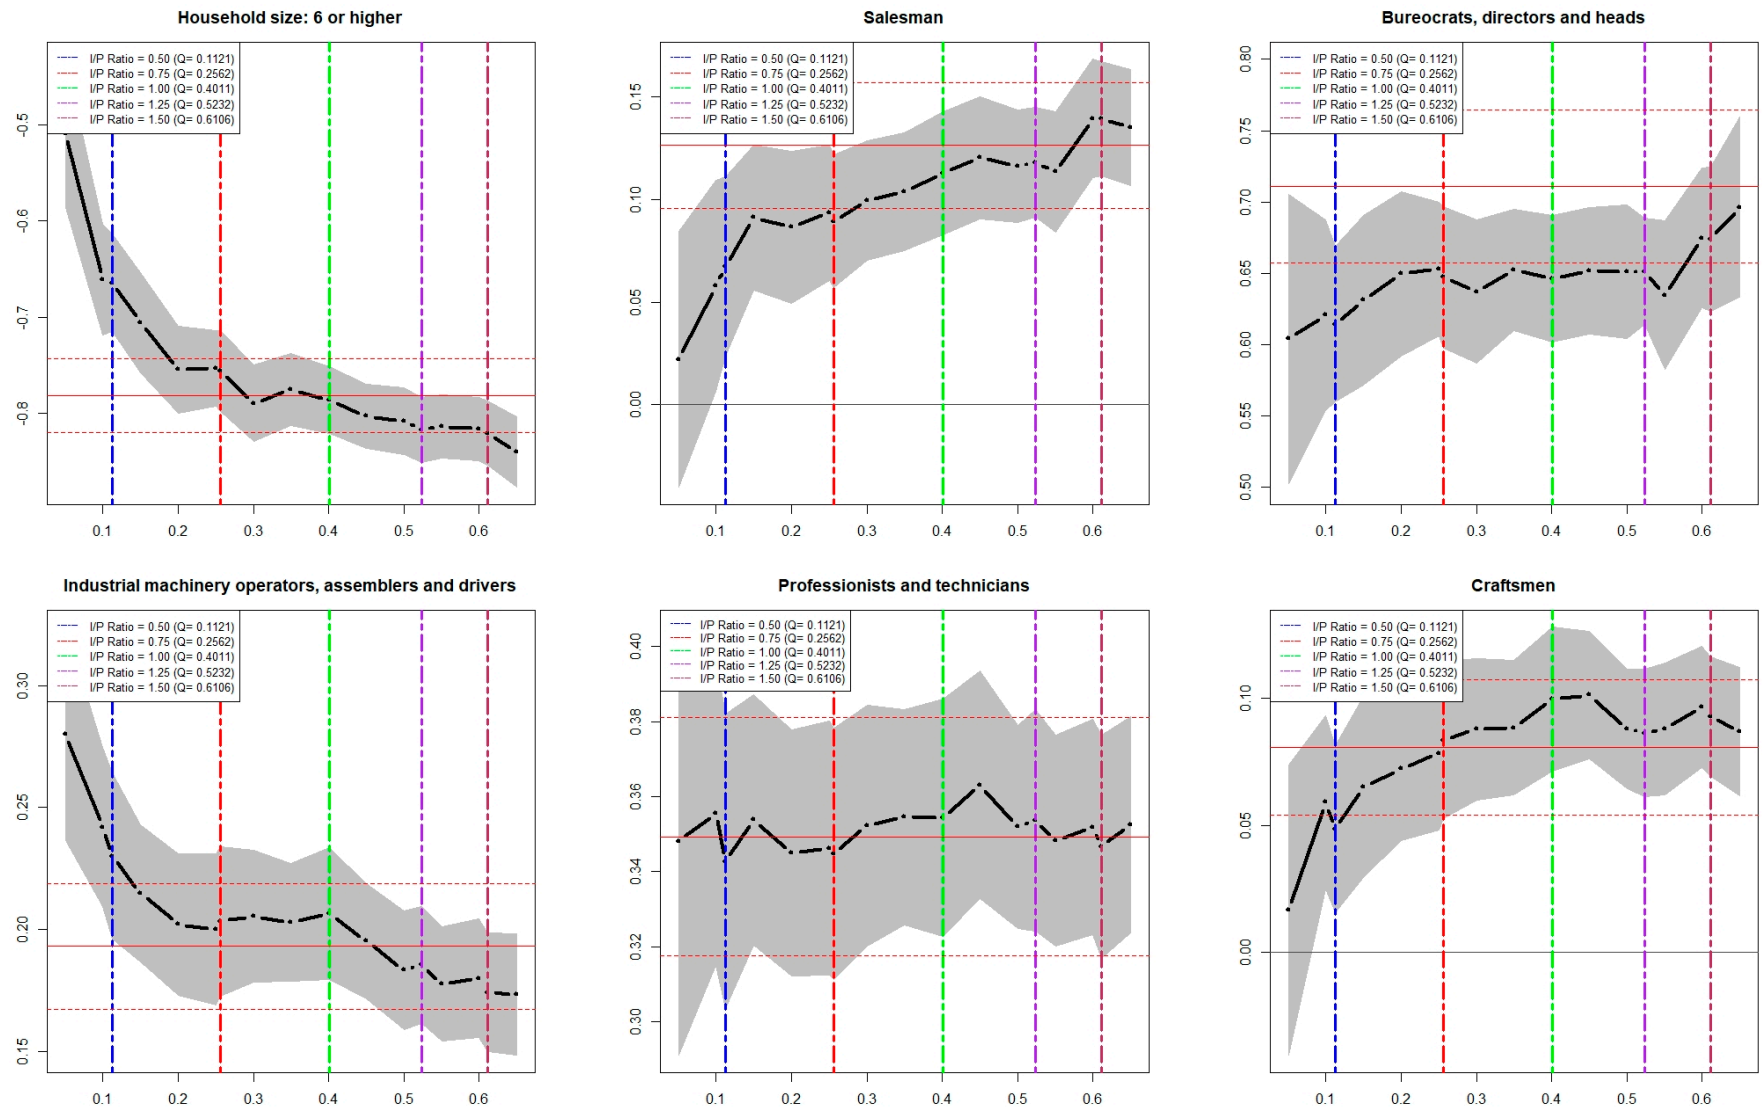 Household size: 6 or higher
I/P Ratio = 0.50 (Q= 0.1121)
I/P Ratio = 0.75 (Q= 0.2562)
I/P Ratio = 1.00 (Q= 0.4011)
I/P Ratio = 1.25 (Q= 0.5232)
I/P Ratio = 1.50 (Q= 0.6106)
-0.5
-0.6
-0.7
-0.8
0.1 0.2 0.3 0.4 0.5 0.6
Salesman
I/P Ratio = 0.50 (Q= 0.1121)
I/P Ratio = 0.75 (Q= 0.2562)
I/P Ratio = 1.00 (Q= 0.4011)
I/P Ratio = 1.25 (Q= 0.5232)
I/P Ratio = 1.50 (Q= 0.6106)
0.15
0.10
0.05
0.00
0.1 0.2 0.3 0.4 0.5 0.6
Bureocrats, directors and heads
I/P Ratio = 0.50 (Q= 0.1121)
I/P Ratio = 0.75 (Q= 0.2562)
I/P Ratio = 1.00 (Q= 0.4011)
I/P Ratio = 1.25 (Q= 0.5232)
I/P Ratio = 1.50 (Q= 0.6106)
0.80
0.75
0.70
0.65
0.60
0.55
0.50
0.1 0.2 0.3 0.4 0.5 0.6
Industrial machinery operators, assemblers and drivers
I/P Ratio = 0.50 (Q= 0.1121)
I/P Ratio = 0.75 (Q= 0.2562)
I/P Ratio = 1.00 (Q= 0.4011)
I/P Ratio = 1.25 (Q= 0.5232)
I/P Ratio = 1.50 (Q= 0.6106)
0.30
0.25
0.20
0.15
0.1 0.2 0.3 0.4 0.5 0.6
Professionists and technicians
I/P Ratio = 0.50 (Q= 0.1121)
I/P Ratio = 0.75 (Q= 0.2562)
I/P Ratio = 1.00 (Q= 0.4011)
I/P Ratio = 1.25 (Q= 0.5232)
I/P Ratio = 1.50 (Q= 0.6106)
0.40
0.38
0.36
0.34
0.32
0.30
0.1 0.2 0.3 0.4 0.5 0.6
Craftsmen
I/P Ratio = 0.50 (Q= 0.1121)
I/P Ratio = 0.75 (Q= 0.2562)
I/P Ratio = 1.00 (Q= 0.4011)
I/P Ratio = 1.25 (Q= 0.5232)
I/P Ratio = 1.50 (Q= 0.6106)
0.10
0.05
0.00
0.1 0.2 0.3 0.4 0.5 0.6